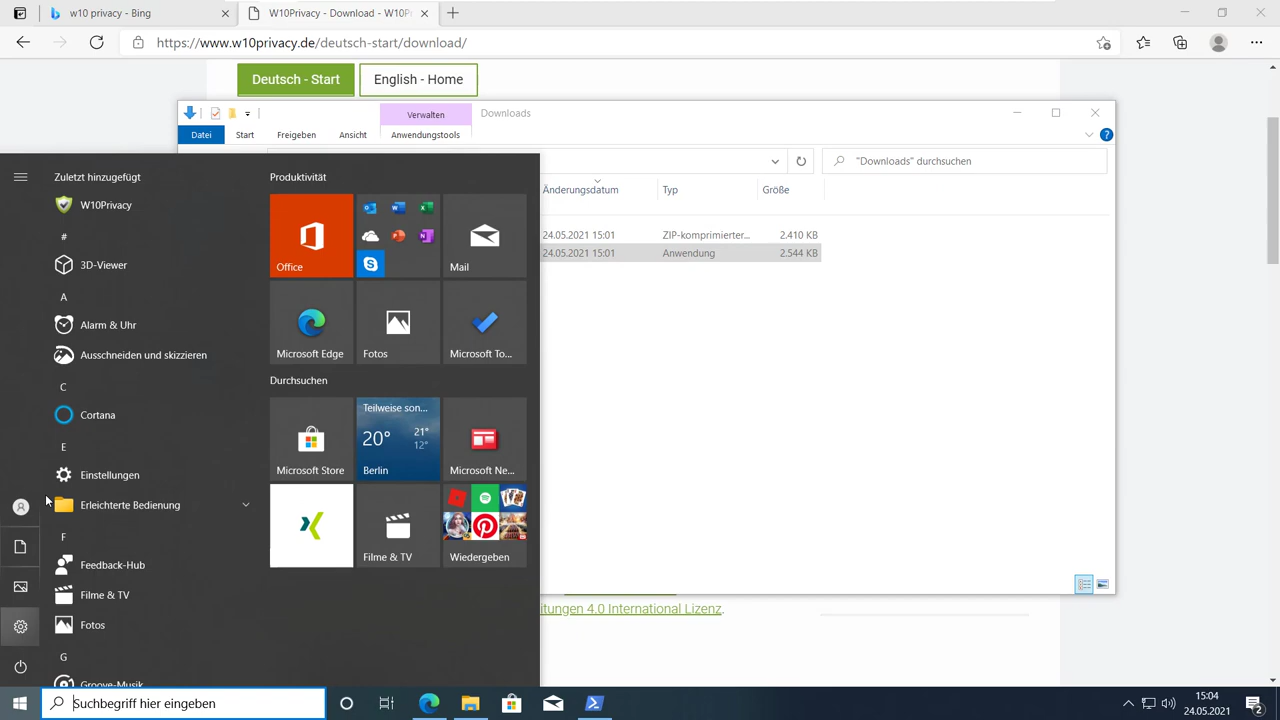 w10 privacy - Bing
W10Privacy - Download - W10P
https://www.w10privacy.de/deutsch-start/download/
Deutsch - Start
English - Home
Verwalten
Downloads
Datei
Start
Freigeben
Ansicht
Anwendungstools
"Downloads" durchsuchen
Änderungsdatum
Typ
Größe
24.05.2021 15:01
ZIP-komprimierter...
2.410 KB
24.05.2021 15:01
Anwendung
2.544 KB
Zuletzt hinzugefügt
W10Privacy
#
3D-Viewer
A
Alarm & Uhr
Ausschneiden und skizzieren
C
Cortana
E
Einstellungen
Erleichterte Bedienung
F
Feedback-Hub
Filme & TV
Fotos
G
Groove-Musik
Produktivität
Office
Mail
Microsoft Edge
Fotos
Microsoft To...
Durchsuchen
Microsoft Store
Teilweise son...
20°
21°
12°
Berlin
Microsoft Ne...
Filme & TV
Wiedergeben
itungen 4.0 International Lizenz.
Suchbegriff hier eingeben
15:04
24.05.2021
2